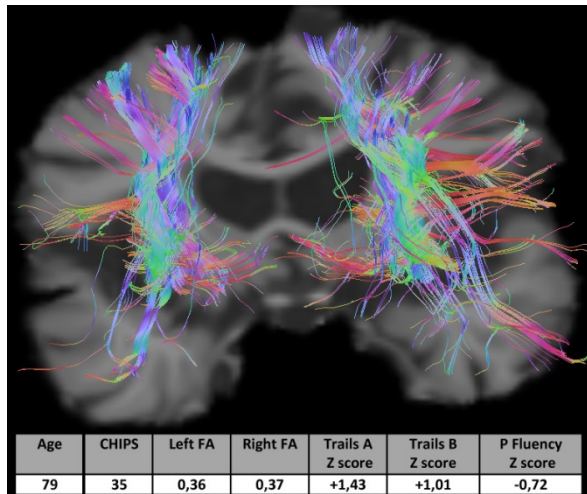 Age CHIPS Left FA Right FA Trails A Z score Trails B Z score P Fluency Z score
79 35 0,36 0,37 +1,43 +1,01 -0,72